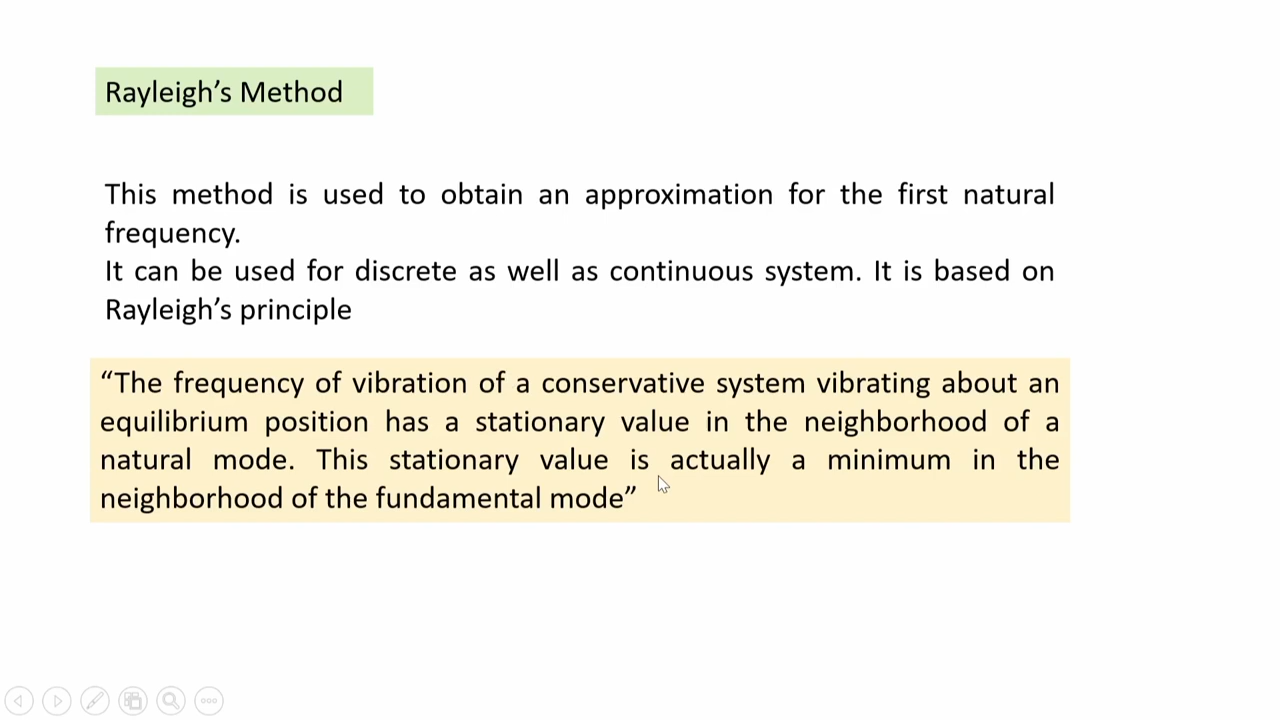 Rayleigh’s Method
This method is used to obtain an approximation for the first natural
frequency.
It can be used for discrete as well as continuous system. It is based on
Rayleigh’s principle
“The frequency of vibration of a conservative system vibrating about an
equilibrium position has a stationary value in the neighborhood of a
natural mode. This stationary value is actually a minimum in the
neighborhood of the fundamental mode”